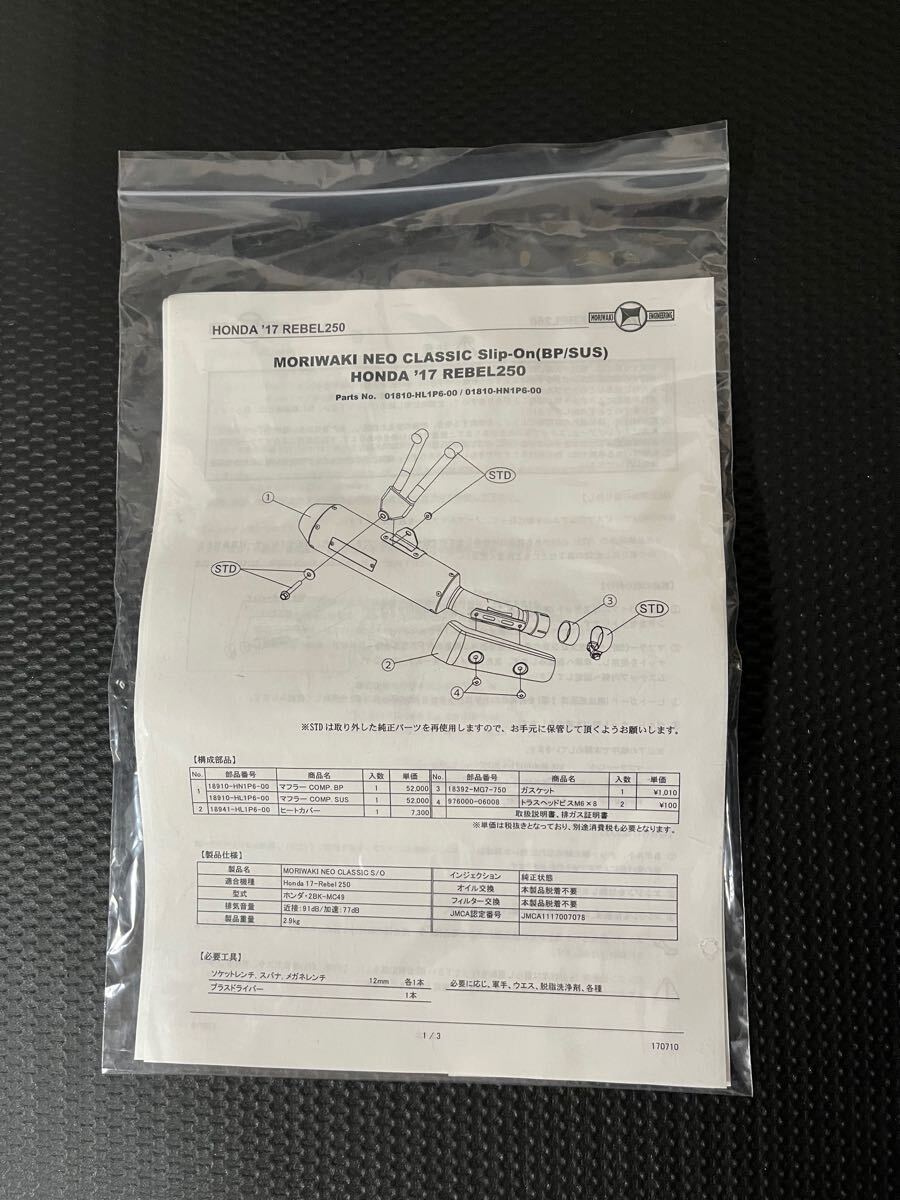 HONDA '17 REBEL250
MORIWAKI ENGINEERING
MORIWAKI NEO CLASSIC Slip-On(BP/SUS)
HONDA '17 REBEL250
Parts No. 01810-HL1P6-00 / 01810-HN1P6-00
STD
①
STD
③
STD
②
④
※STDは取り外した純正パーツを再使用しますので、お手元に保管して頂くようお願いします。
【構成部品】
No. 部品番号 商品名 入数 単価 No. 部品番号 商品名 入数 単価
1 18910-HN1P6-00 マフラー COMP. BP 1 52,000 3 18392-MG7-750 ガスケット 1 ¥1,010
18910-HL1P6-00 マフラー COMP. SUS 1 52,000 4 976000-06008 トラスヘッドビスM6×8 2 ¥100
2 18941-HL1P6-00 ヒートカバー 1 7,300 取扱説明書、排ガス証明書
※単価は税抜きとなっており、別途消費税も必要となります。
【製品仕様】
製品名 MORIWAKI NEO CLASSIC S/O インジェクション 純正状態
適合機種 Honda 17-Rebel 250 オイル交換 本製品脱着不要
型式 ホンダ・2BK-MC49 フィルター交換 本製品脱着不要
排気音量 近接:91dB/加速:77dB JMCA認定番号 JMCA1117007078
製品重量 2.9kg
【必要工具】
ソケットレンチ、スパナ、メガネレンチ 12mm 各1本 必要に応じ、軍手、ウエス、脱脂洗浄剤、各種
プラスドライバー 1本
1 / 3
170710